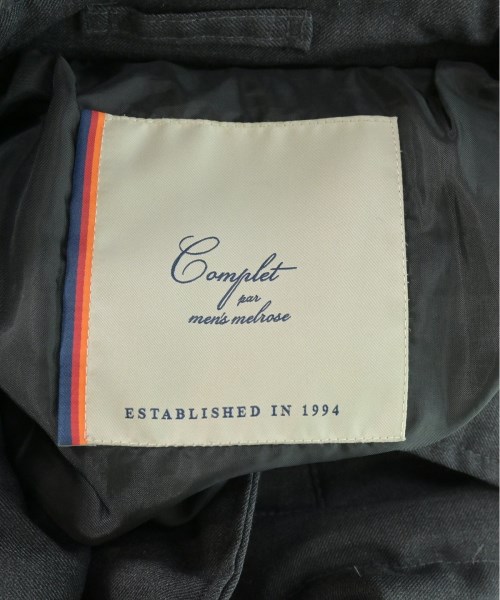 Complet
par
men's melrose
ESTABLISHED IN 1994